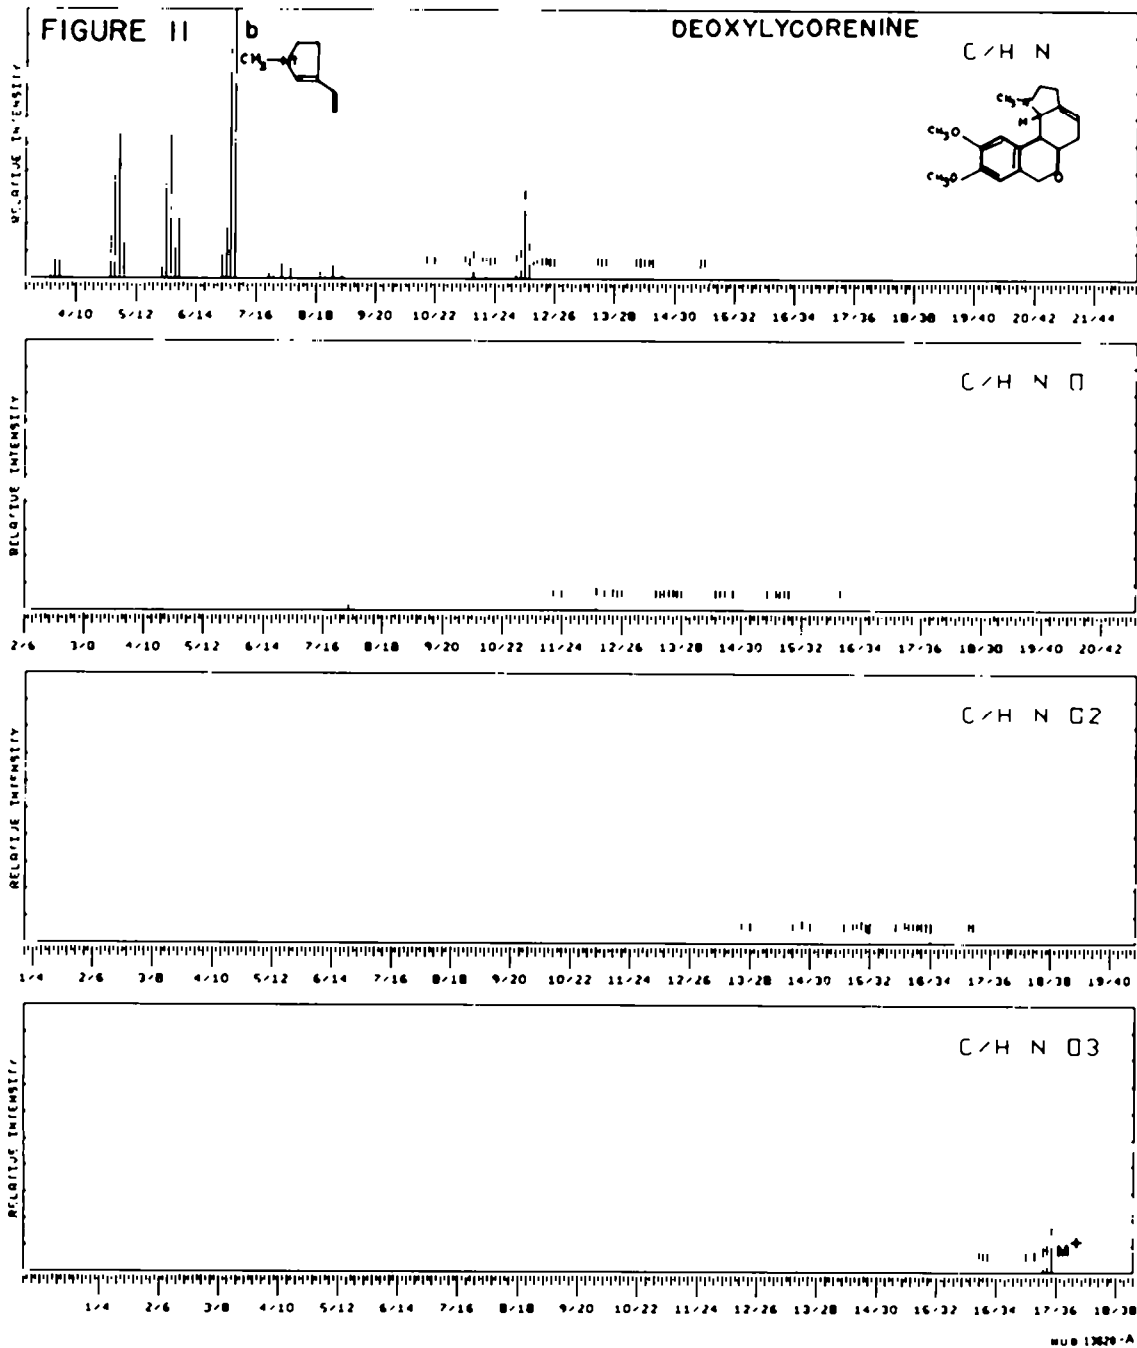 FIGURE 11 b DEOXYLYCORENINE
C/H N
CH3
CH3
H
CH3O
CH3O
O
RELATIVE INTENSITY
4/10 5/12 6/14 7/16 8/18 9/20 10/22 11/24 12/26 13/28 14/30 15/32 16/34 17/36 18/38 19/40 20/42 21/44
C/H N O
RELATIVE INTENSITY
2/6 3/8 4/10 5/12 6/14 7/16 8/18 9/20 10/22 11/24 12/26 13/28 14/30 15/32 16/34 17/36 18/38 19/40 20/42
C/H N O2
RELATIVE INTENSITY
1/4 2/6 3/8 4/10 5/12 6/14 7/16 8/18 9/20 10/22 11/24 12/26 13/28 14/30 15/32 16/34 17/36 18/38 19/40
C/H N O3
RELATIVE INTENSITY
M+
1/4 2/6 3/8 4/10 5/12 6/14 7/16 8/18 9/20 10/22 11/24 12/26 13/28 14/30 15/32 16/34 17/36 18/38